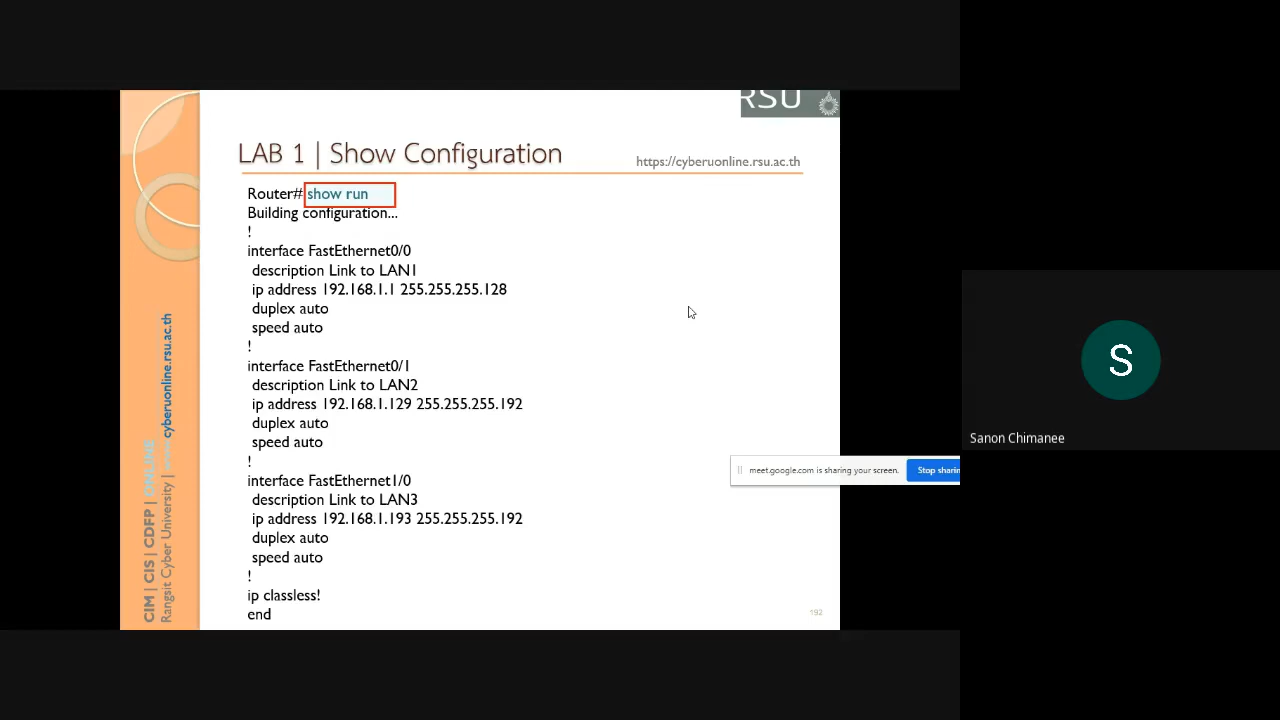 RSU
LAB 1 | Show Configuration
https://cyberuonline.rsu.ac.th
Router# show run
Building configuration...
!
interface FastEthernet0/0
description Link to LAN1
ip address 192.168.1.1 255.255.255.128
duplex auto
speed auto
!
interface FastEthernet0/1
description Link to LAN2
ip address 192.168.1.129 255.255.255.192
duplex auto
speed auto
!
interface FastEthernet1/0
description Link to LAN3
ip address 192.168.1.193 255.255.255.192
duplex auto
speed auto
!
ip classless!
end
192
CIM | CIS | CDFP | ONLINE
Rangsit Cyber University | cyberuonline.rsu.ac.th
meet.google.com is sharing your screen.
Stop sharin
S
Sanon Chimanee